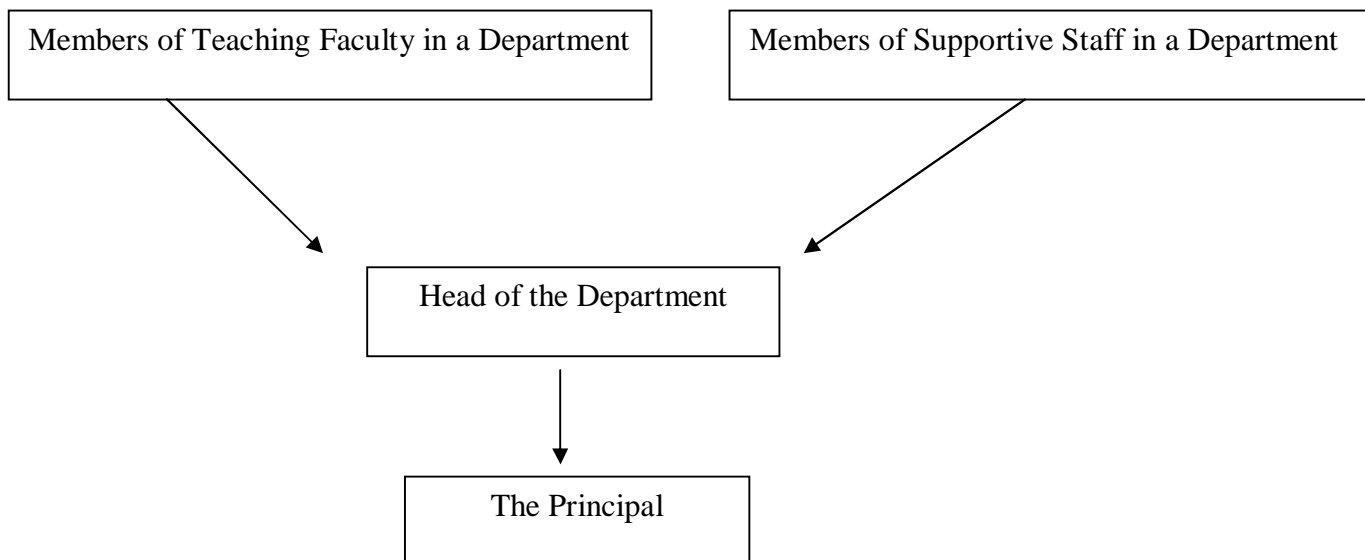 Members of Teaching Faculty in a Department
Members of Supportive Staff in a Department
Head of the Department
The Principal